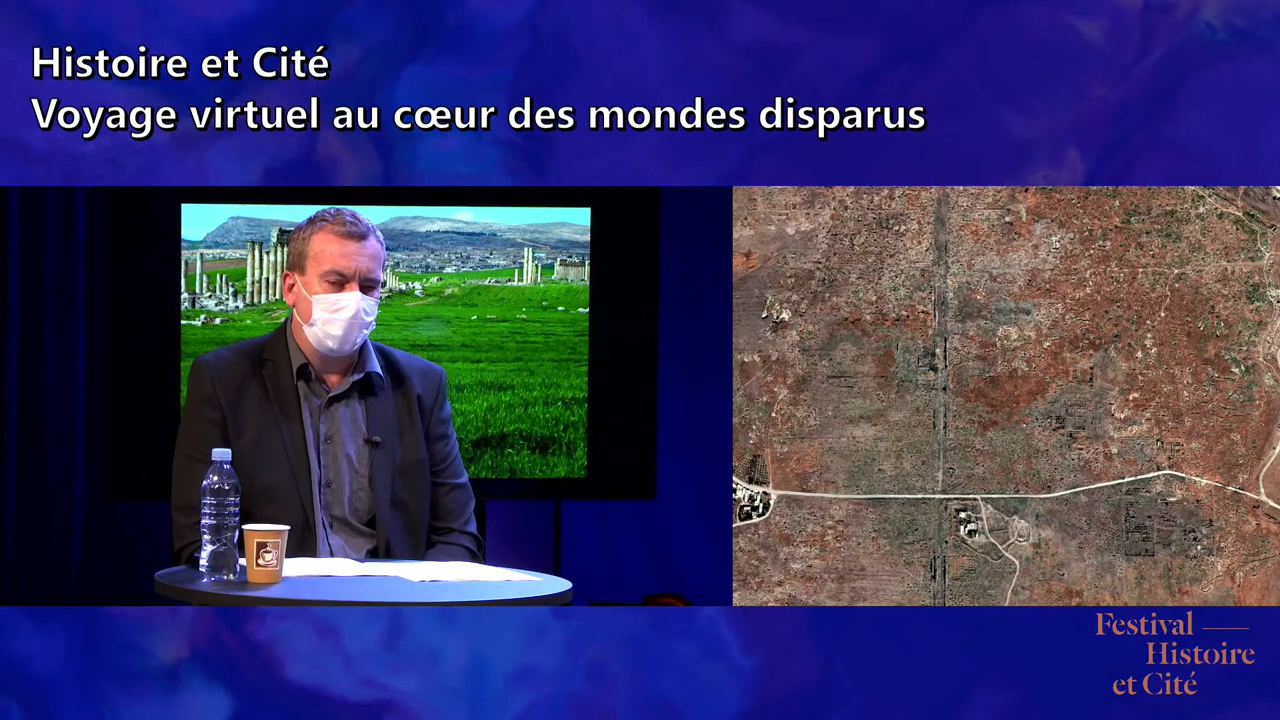 Histoire et Cité
Voyage virtuel au cœur des mondes disparus
Festival
Histoire
et Cité